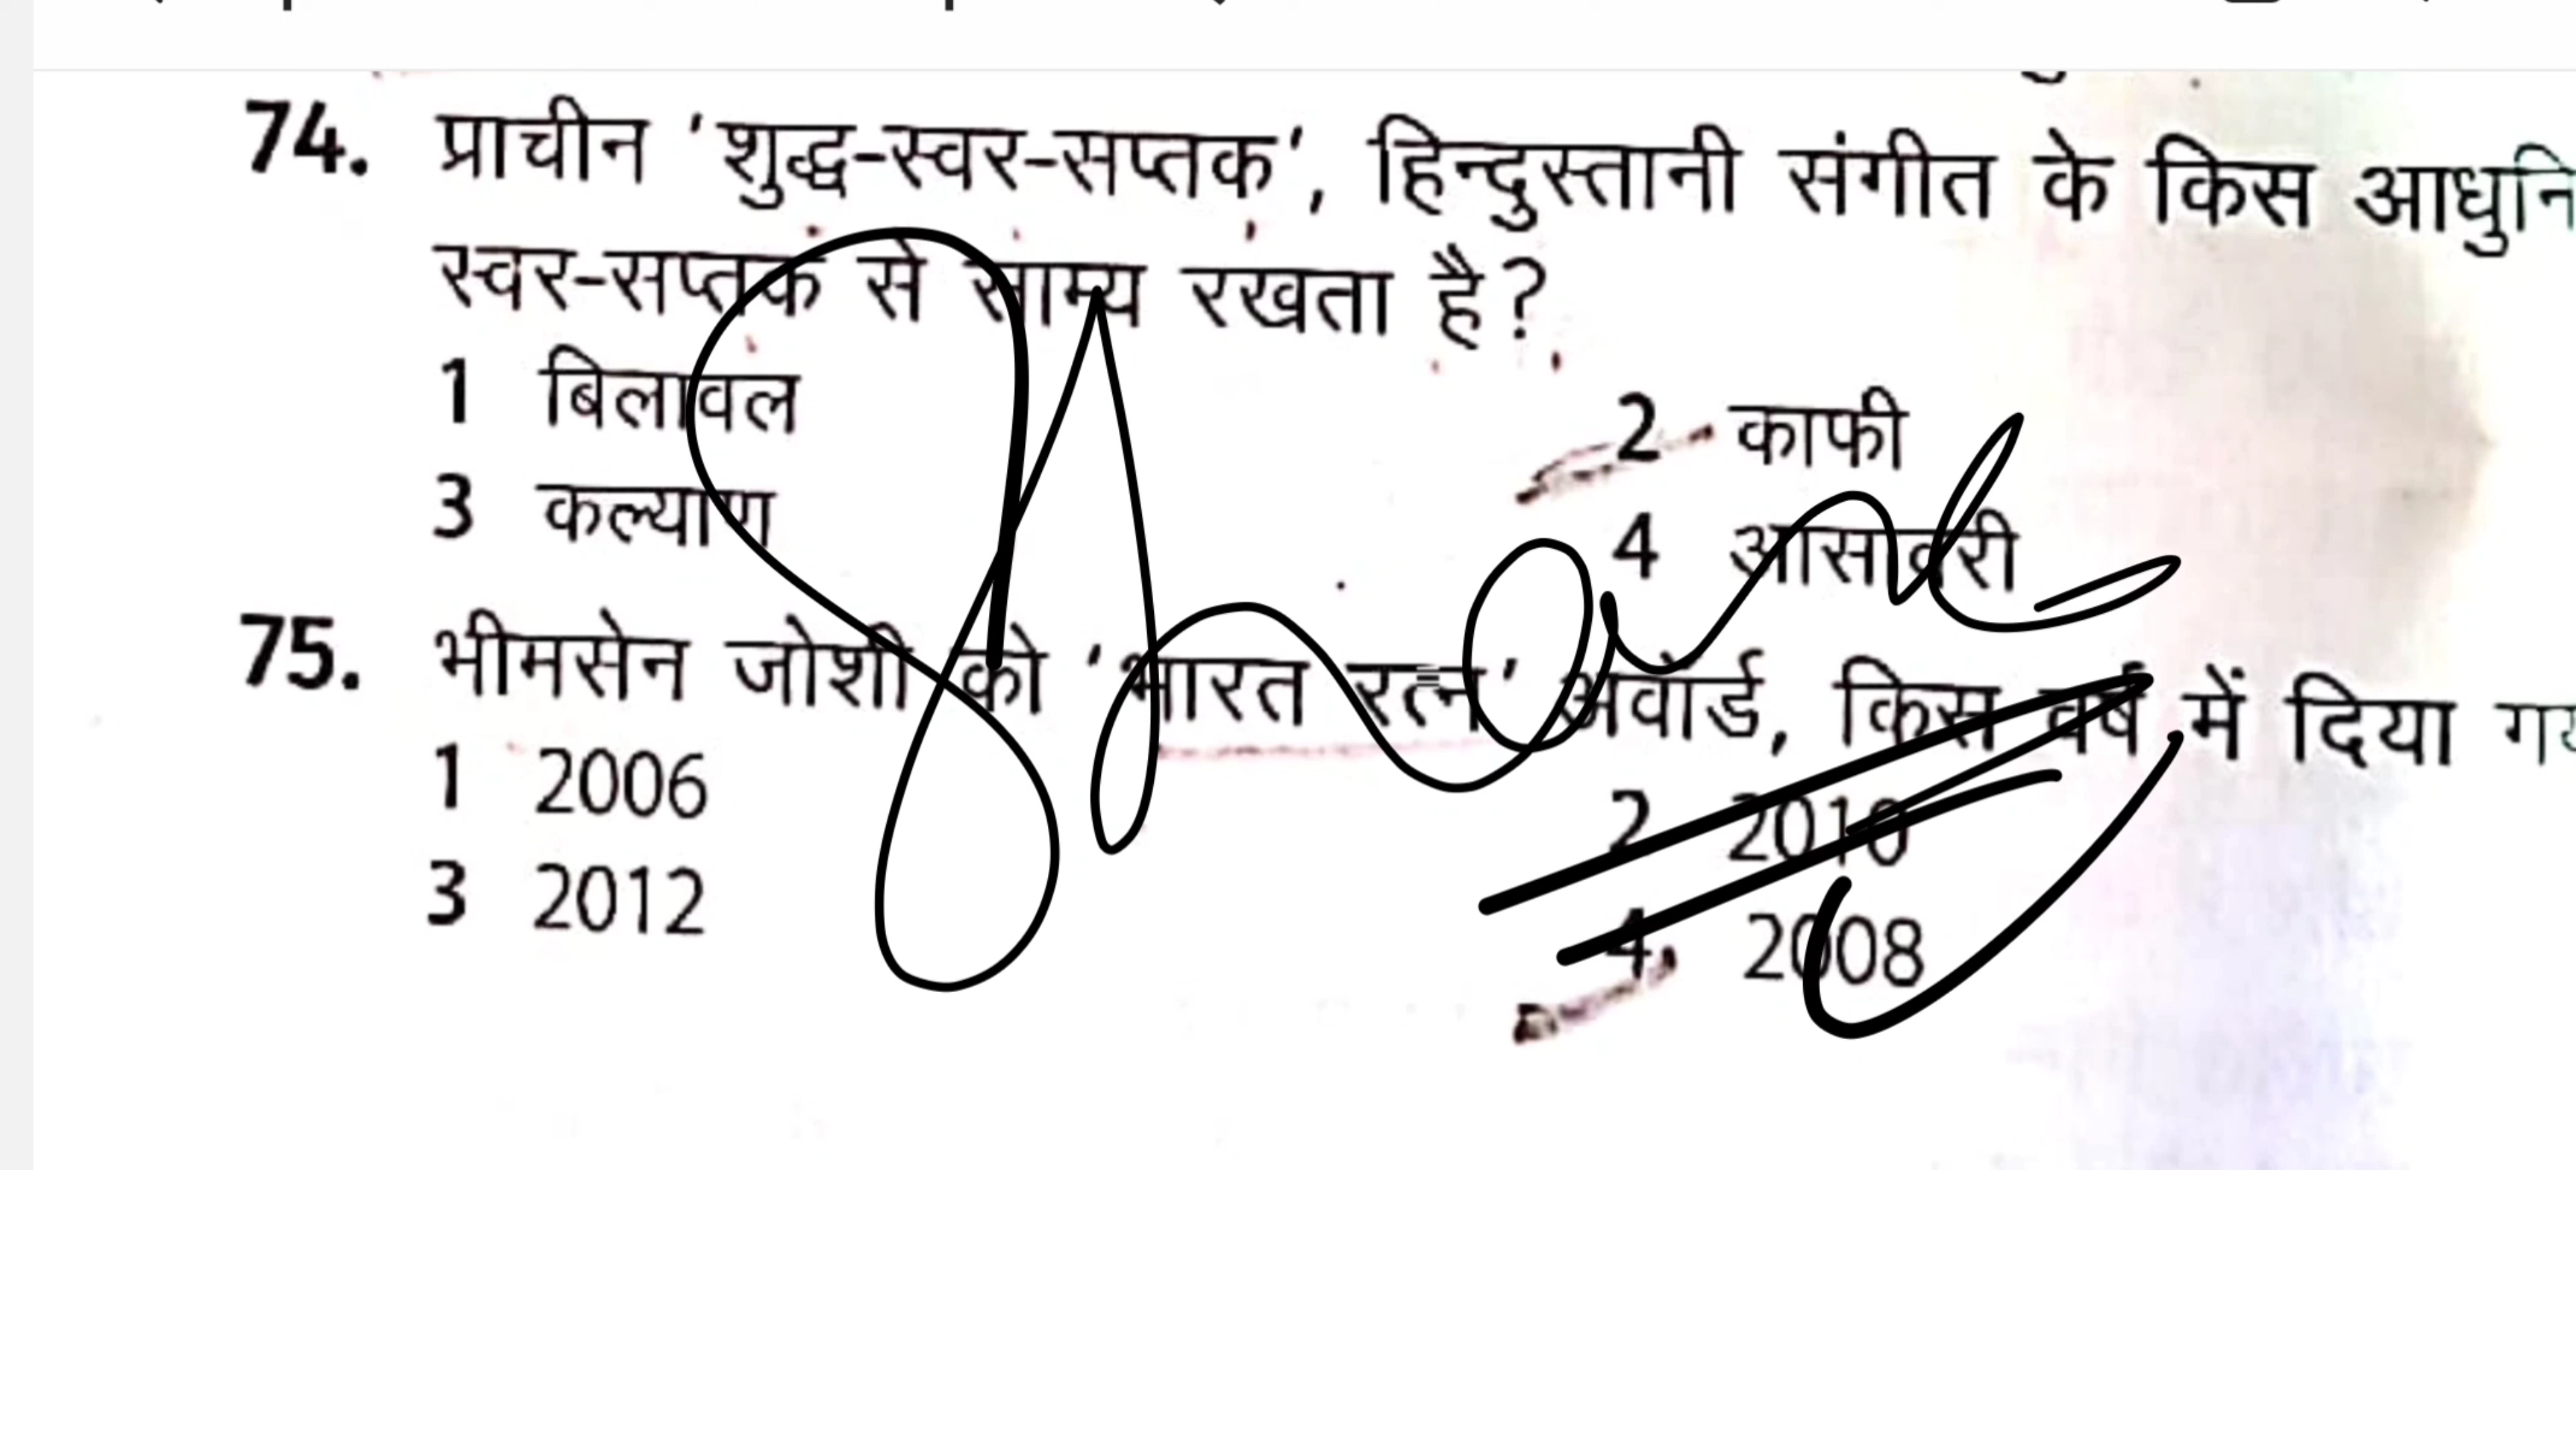 74. प्राचीन 'शुद्ध-स्वर-सप्तक', हिन्दुस्तानी संगीत के किस आधुनि
स्वर-सप्तक से साम्य रखता है?
1 बिलावल 2 काफी
3 कल्याण 4 आसावरी
75. भीमसेन जोशी को 'भारत रत्न' अवॉर्ड, किस वर्ष में दिया
1 2006 2 2010
3 2012 4 2008